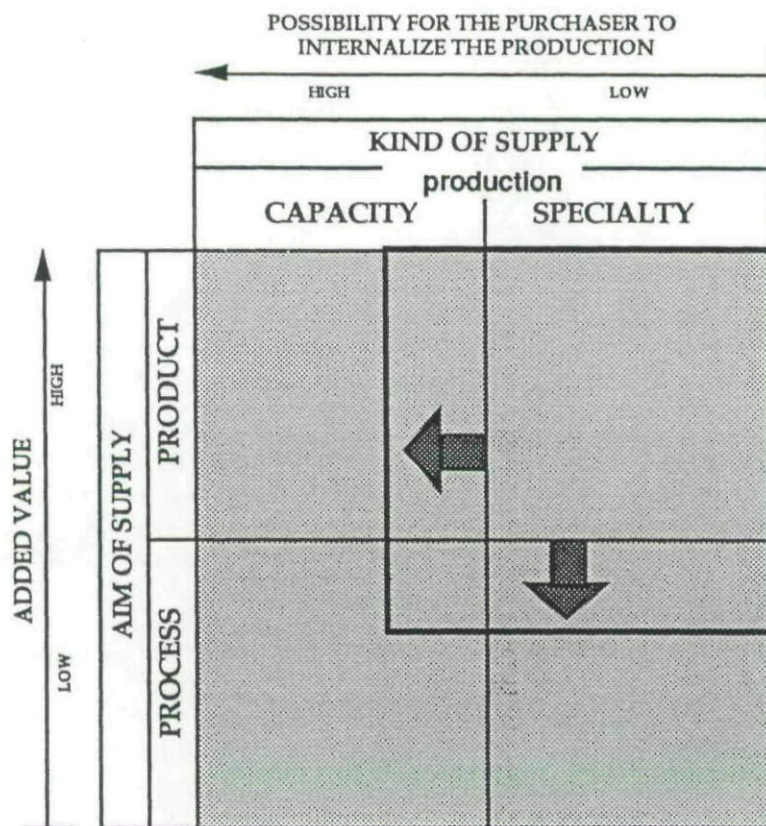 POSSIBILITY FOR THE PURCHASER TO
INTERNALIZE THE PRODUCTION
HIGH
LOW
KIND OF SUPPLY
production
CAPACITY
SPECIALTY
ADDED VALUE
HIGH
LOW
AIM OF SUPPLY
PRODUCT
PROCESS